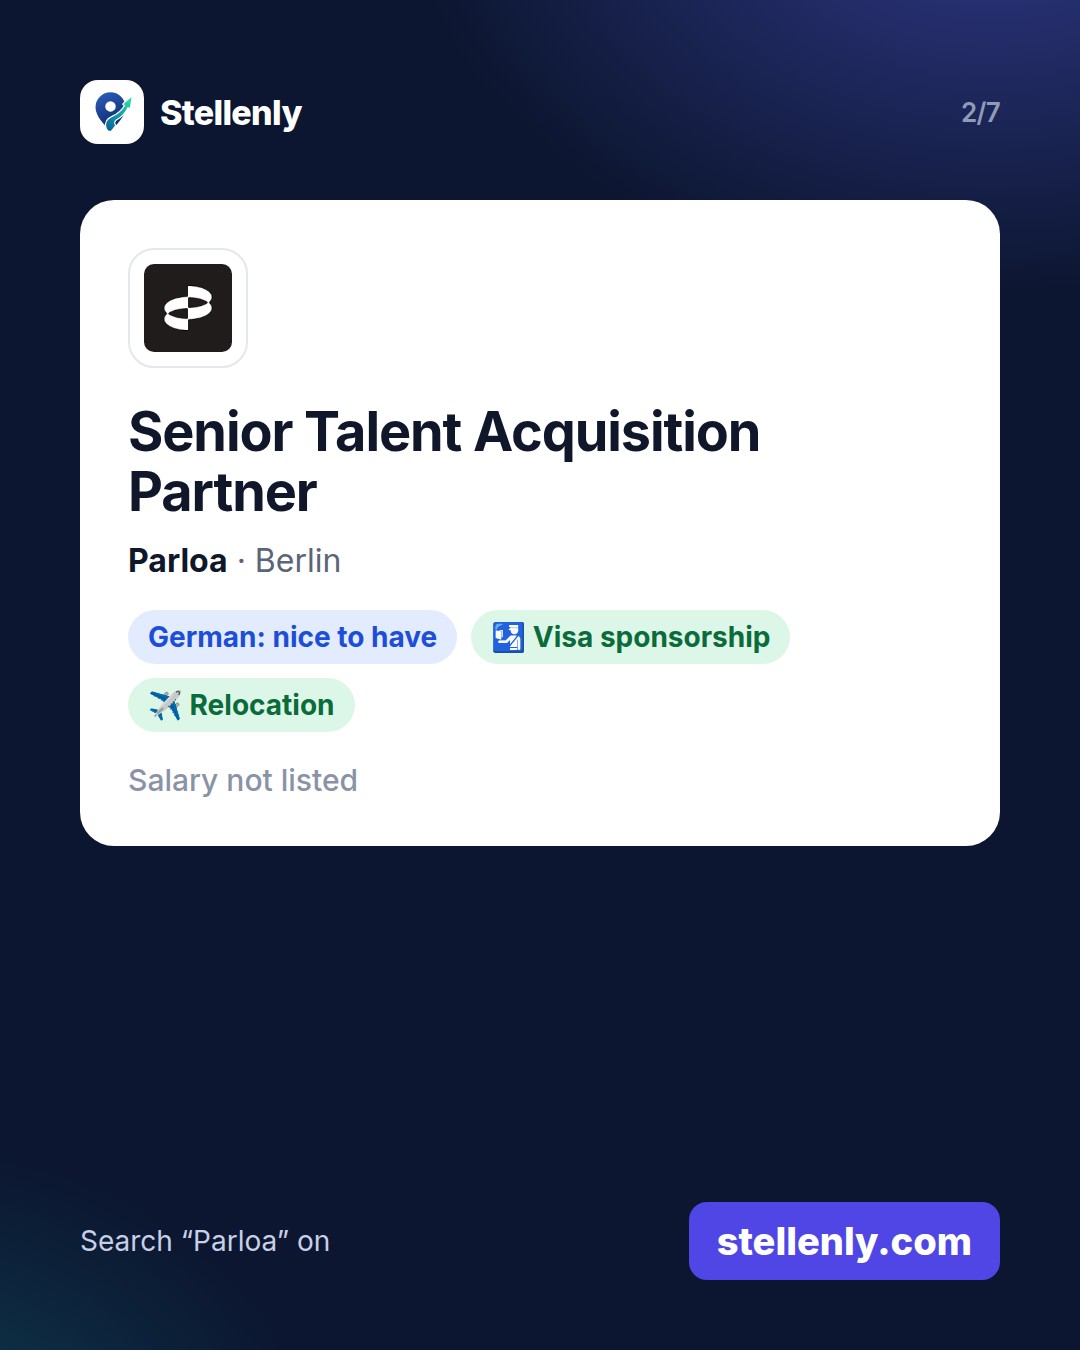 Stellenly
2/7
Senior Talent Acquisition
Partner
Parloa · Berlin
German: nice to have
🛂 Visa sponsorship
✈️ Relocation
Salary not listed
Search “Parloa” on
stellenly.com